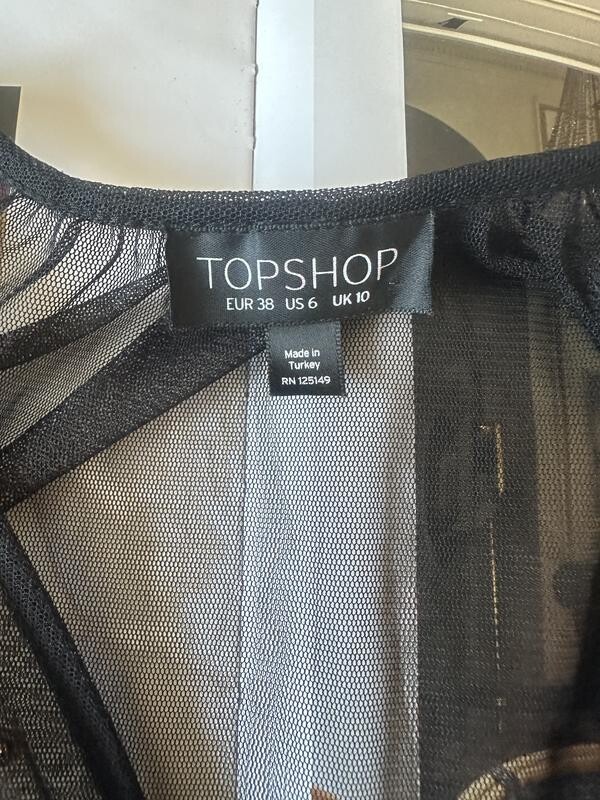 TOPSHOP
EUR 38 US 6 UK 10
Made in
Turkey
RN 125149